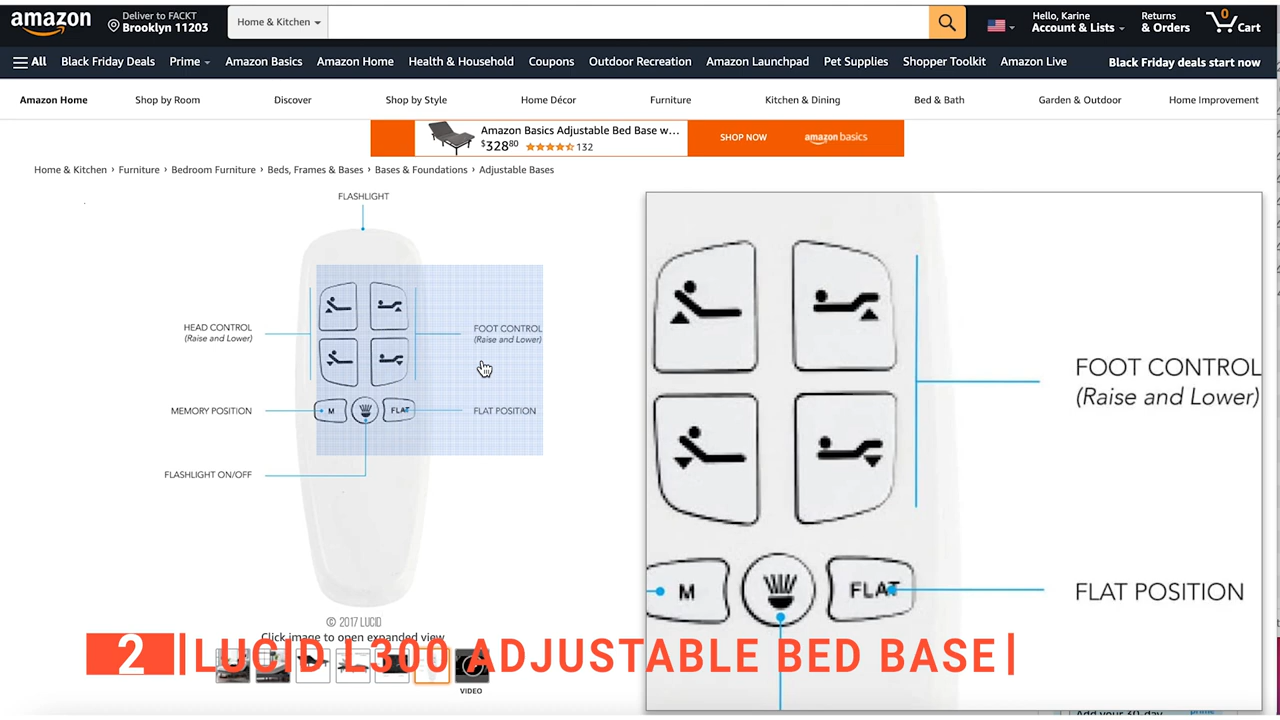 amazon
Deliver to FACKT
Brooklyn 11203
Home & Kitchen
Hello, Karine
Account & Lists
Returns
& Orders
0
Cart
All
Black Friday Deals
Prime
Amazon Basics
Amazon Home
Health & Household
Coupons
Outdoor Recreation
Amazon Launchpad
Pet Supplies
Shopper Toolkit
Amazon Live
Black Friday deals start now
Amazon Home
Shop by Room
Discover
Shop by Style
Home Décor
Furniture
Kitchen & Dining
Bed & Bath
Garden & Outdoor
Home Improvement
Amazon Basics Adjustable Bed Base w...
$32880
132
SHOP NOW
amazon basics
Home & Kitchen › Furniture › Bedroom Furniture › Beds, Frames & Bases › Bases & Foundations › Adjustable Bases
FLASHLIGHT
HEAD CONTROL
(Raise and Lower)
FOOT CONTROL
(Raise and Lower)
MEMORY POSITION
M
FLAT
FLAT POSITION
FLASHLIGHT ON/OFF
© 2017 LUCID
Click image to open expanded view
VIDEO
FOOT CONTROL
(Raise and Lower)
M
FLAT
FLAT POSITION
2
LUCID L300 ADJUSTABLE BED BASE
Add your 30-day
prime